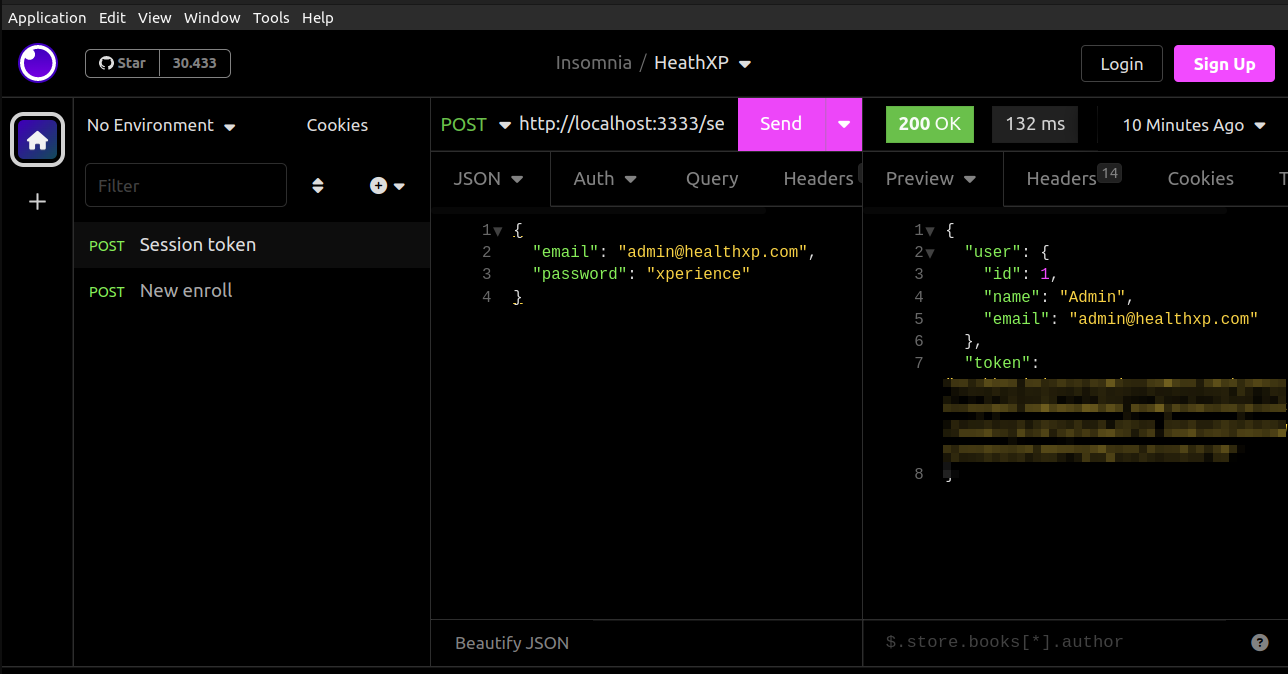 Application Edit View Window Tools Help
Star 30.433
Insomnia / HeathXP
Login
Sign Up
No Environment
Cookies
Filter
POST Session token
POST New enroll
POST http://localhost:3333/se
Send
JSON Auth Query Headers
1 {
2 "email": "admin@healthxp.com",
3 "password": "xperience"
4 }
Beautify JSON
200 OK
132 ms
10 Minutes Ago
Preview Headers 14 Cookies T
1 {
2 "user": {
3 "id": 1,
4 "name": "Admin",
5 "email": "admin@healthxp.com"
6 },
7 "token":
8 }
$.store.books[*].author
?